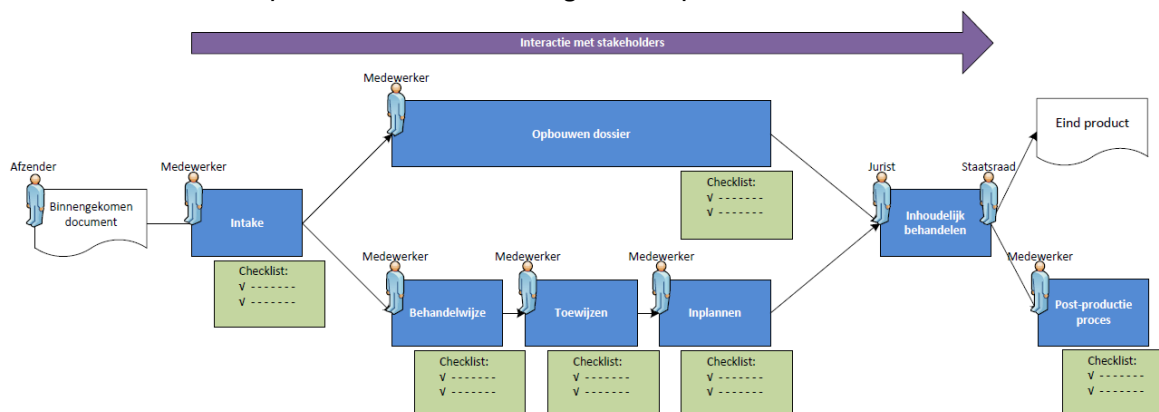 Interactie met stakeholders
Medewerker
Opbouwen dossier
Eind product
Afzender
Medewerker
Jurist
Staatsraad
Binnengekomen
document
Intake
Checklist:
√ -------
√ -------
Inhoudelijk
behandelen
Checklist:
√ -------
√ -------
Medewerker
Medewerker
Medewerker
Medewerker
Behandelwijze
Toewijzen
Inplannen
Post-productie
proces
Checklist:
√ -------
√ -------
Checklist:
√ -------
√ -------
Checklist:
√ -------
√ -------
Checklist:
√ -------
√ -------